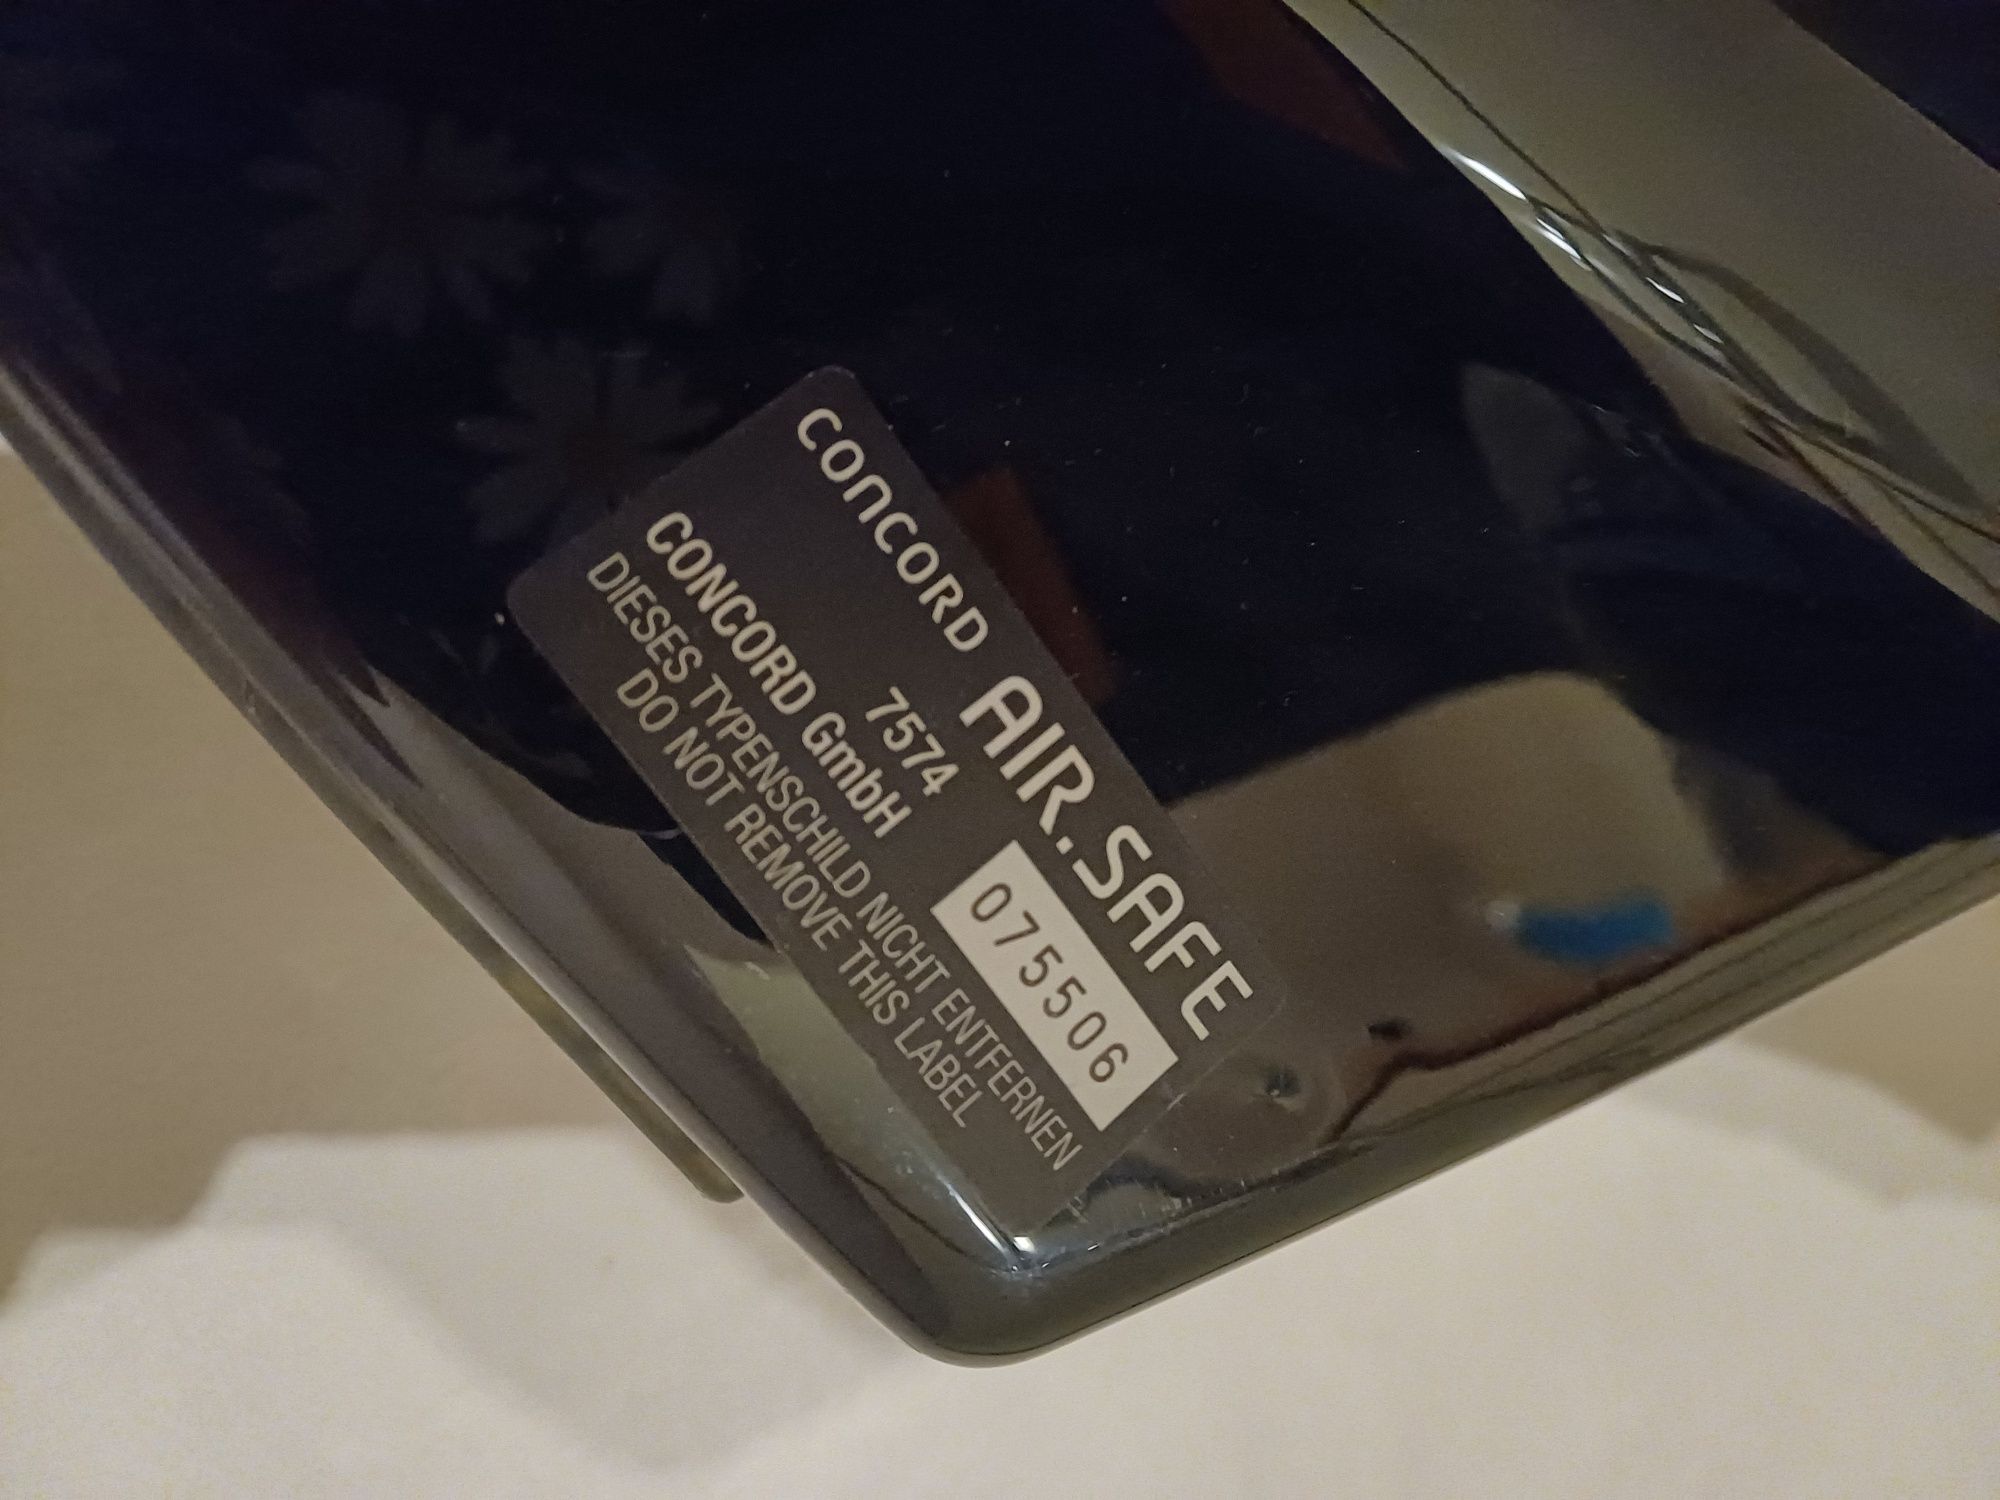 CONCORD AIR.SAFE
7574 075506
CONCORD GmbH
DIESES TYPENSCHILD NICHT ENTFERNEN
DO NOT REMOVE THIS LABEL